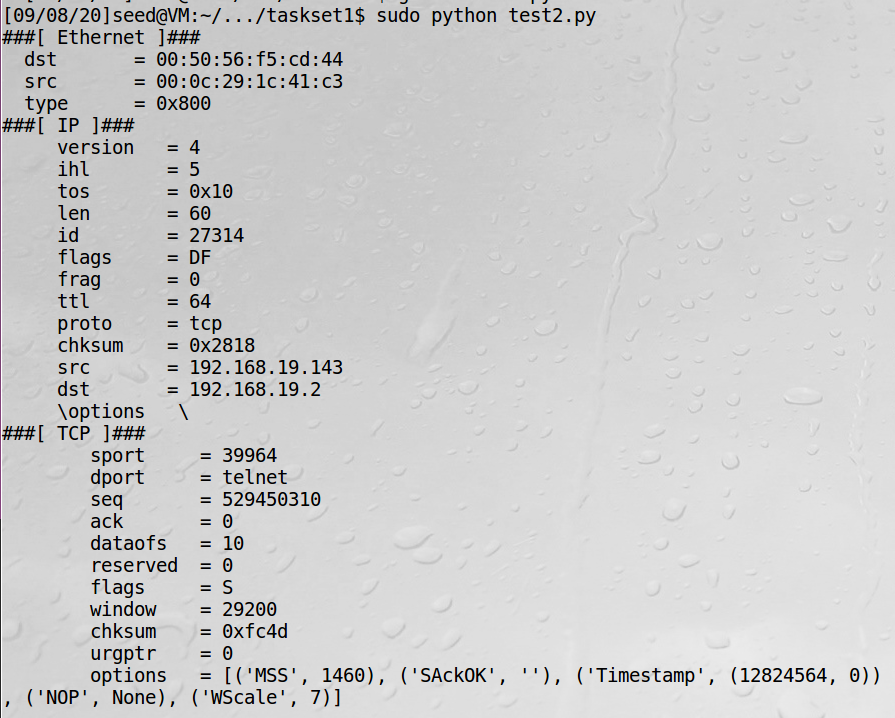 [09/08/20]seed@VM:~/.../taskset1$ sudo python test2.py
###[ Ethernet ]###
  dst       = 00:50:56:f5:cd:44
  src       = 00:0c:29:1c:41:c3
  type      = 0x800
###[ IP ]###
     version   = 4
     ihl       = 5
     tos       = 0x10
     len       = 60
     id        = 27314
     flags     = DF
     frag      = 0
     ttl       = 64
     proto     = tcp
     chksum    = 0x2818
     src       = 192.168.19.143
     dst       = 192.168.19.2
     \options   \
###[ TCP ]###
        sport     = 39964
        dport     = telnet
        seq       = 529450310
        ack       = 0
        dataofs   = 10
        reserved  = 0
        flags     = S
        window    = 29200
        chksum    = 0xfc4d
        urgptr    = 0
        options   = [('MSS', 1460), ('SAckOK', ''), ('Timestamp', (12824564, 0))
, ('NOP', None), ('WScale', 7)]